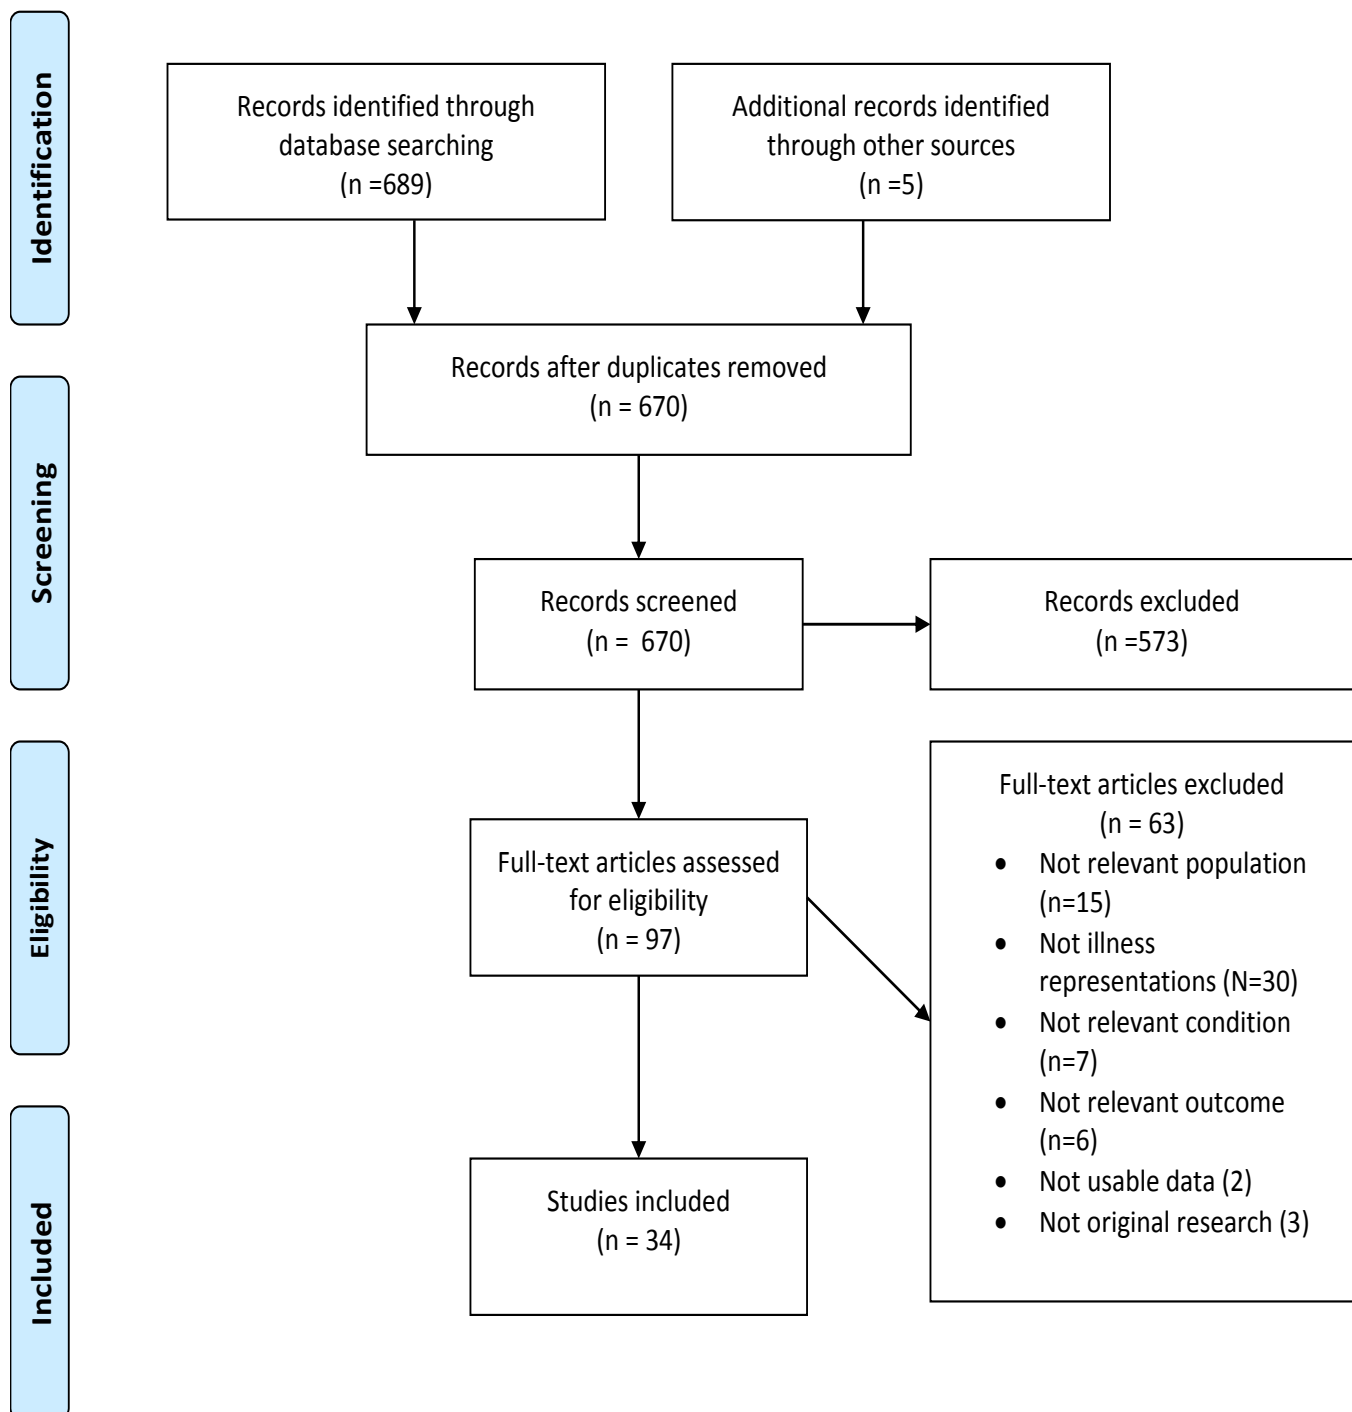 Identification
Records identified through
database searching
(n =689)
Additional records identified
through other sources
(n =5)
Records after duplicates removed
(n = 670)
Screening
Records screened
(n =  670)
Records excluded
(n =573)
Eligibility
Full-text articles assessed
for eligibility
(n = 97)
Full-text articles excluded
(n = 63)
• Not relevant population
(n=15)
• Not illness
representations (N=30)
• Not relevant condition
(n=7)
• Not relevant outcome
(n=6)
• Not usable data (2)
• Not original research (3)
Included
Studies included
(n = 34)